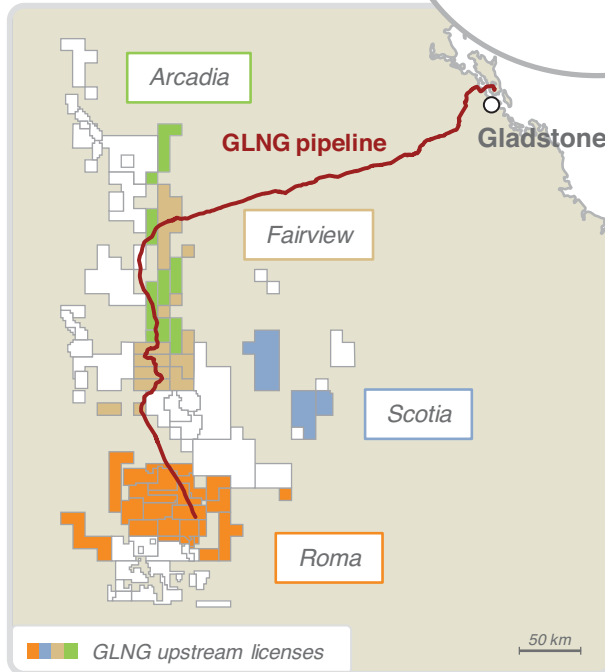 Arcadia
GLNG pipeline
Gladstone
Fairview
Scotia
Roma
GLNG upstream licenses
50 km